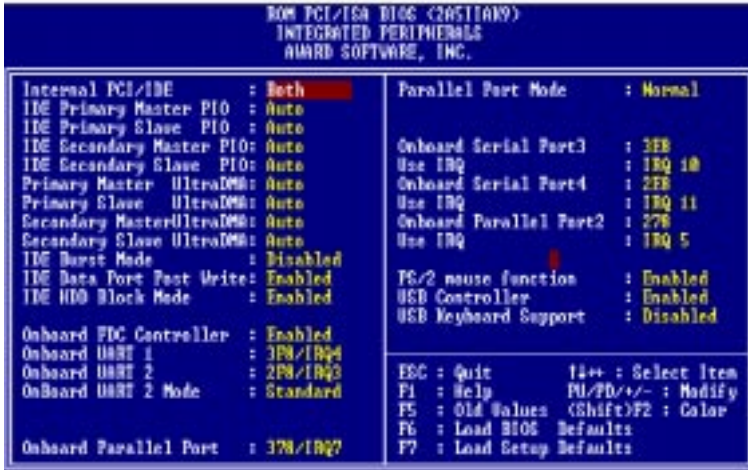 ROM PCI/ISA BIOS (2A5IIAK9)
INTEGRATED PERIPHERALS
AWARD SOFTWARE, INC.
Internal PCI/IDE : Both
IDE Primary Master PIO : Auto
IDE Primary Slave PIO : Auto
IDE Secondary Master PIO: Auto
IDE Secondary Slave PIO: Auto
Primary Master UltraDMA: Auto
Primary Slave UltraDMA: Auto
Secondary MasterUltraDMA: Auto
Secondary Slave UltraDMA: Auto
IDE Burst Mode : Disabled
IDE Data Port Post Write: Enabled
IDE HDD Block Mode : Enabled
Onboard FDC Controller : Enabled
Onboard UART 1 : 3F8/IRQ4
Onboard UART 2 : 2F8/IRQ3
OnBoard UART 2 Mode : Standard
Onboard Parallel Port : 378/IRQ7
Parallel Port Mode : Normal
Onboard Serial Port3 : 3E8
Use IRQ : IRQ 10
Onboard Serial Port4 : 2E8
Use IRQ : IRQ 11
Onboard Parallel Port2 : 278
Use IRQ : IRQ 5
PS/2 mouse function : Enabled
USB Controller : Enabled
USB Keyboard Support : Disabled
ESC : Quit ↑↓↔ : Select Item
F1 : Help PU/PD/+/- : Modify
F5 : Old Values (Shift)F2 : Color
F6 : Load BIOS Defaults
F7 : Load Setup Defaults